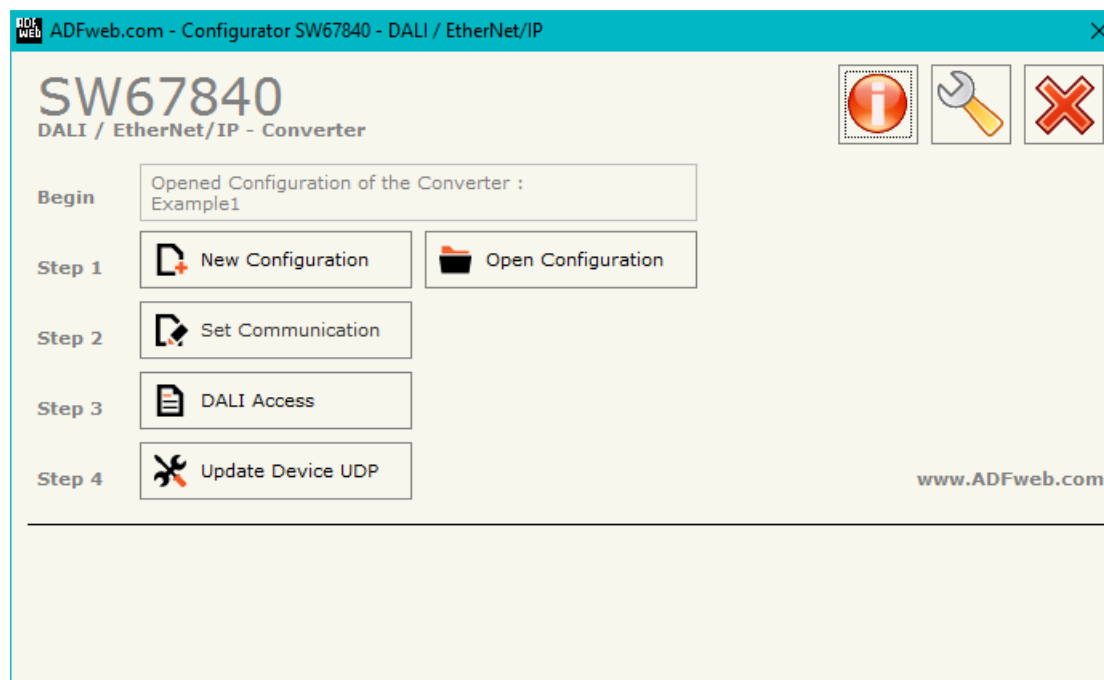 ADF
WEB
ADFweb.com - Configurator SW67840 - DALI / EtherNet/IP
SW67840
DALI / EtherNet/IP - Converter
Begin
Opened Configuration of the Converter :
Example1
Step 1
New Configuration
Open Configuration
Step 2
Set Communication
Step 3
DALI Access
Step 4
Update Device UDP
www.ADFweb.com